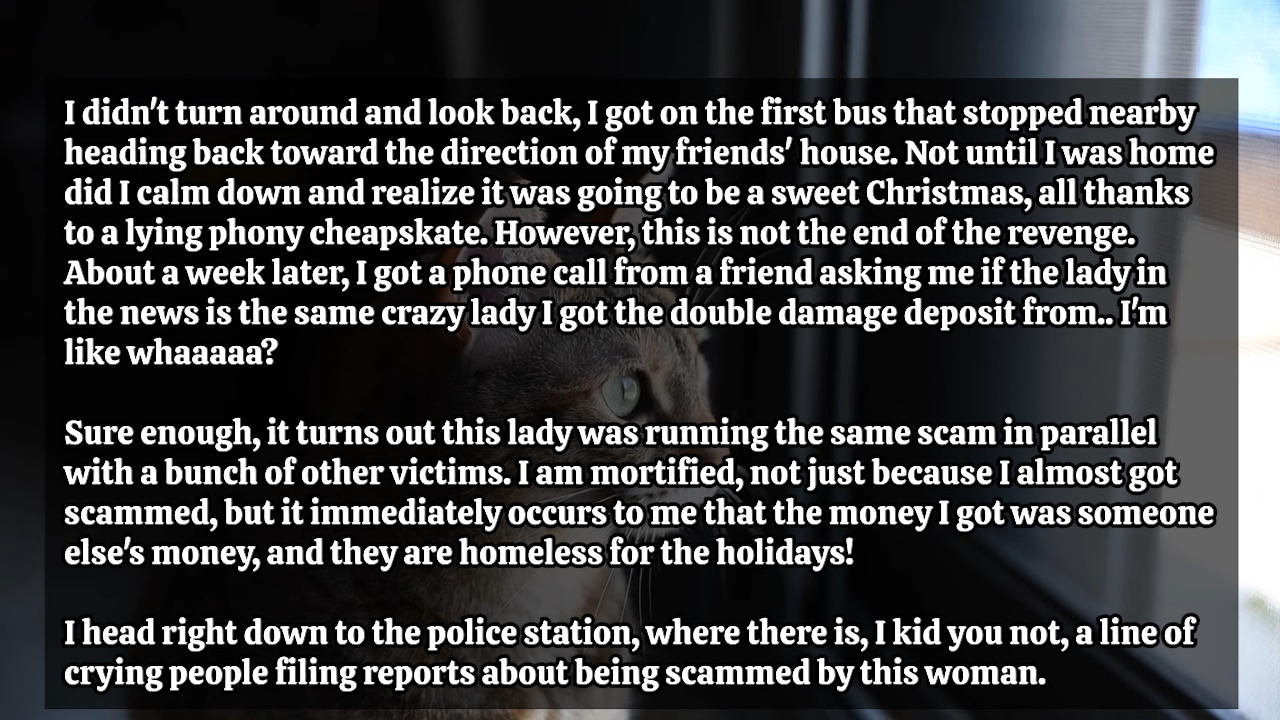 I didn't turn around and look back, I got on the first bus that stopped nearby
heading back toward the direction of my friends' house. Not until I was home
did I calm down and realize it was going to be a sweet Christmas, all thanks
to a lying phony cheapskate. However, this is not the end of the revenge.
About a week later, I got a phone call from a friend asking me if the lady in
the news is the same crazy lady I got the double damage deposit from.. I'm
like whaaaaa?
Sure enough, it turns out this lady was running the same scam in parallel
with a bunch of other victims. I am mortified, not just because I almost got
scammed, but it immediately occurs to me that the money I got was someone
else's money, and they are homeless for the holidays!
I head right down to the police station, where there is, I kid you not, a line of
crying people filing reports about being scammed by this woman.